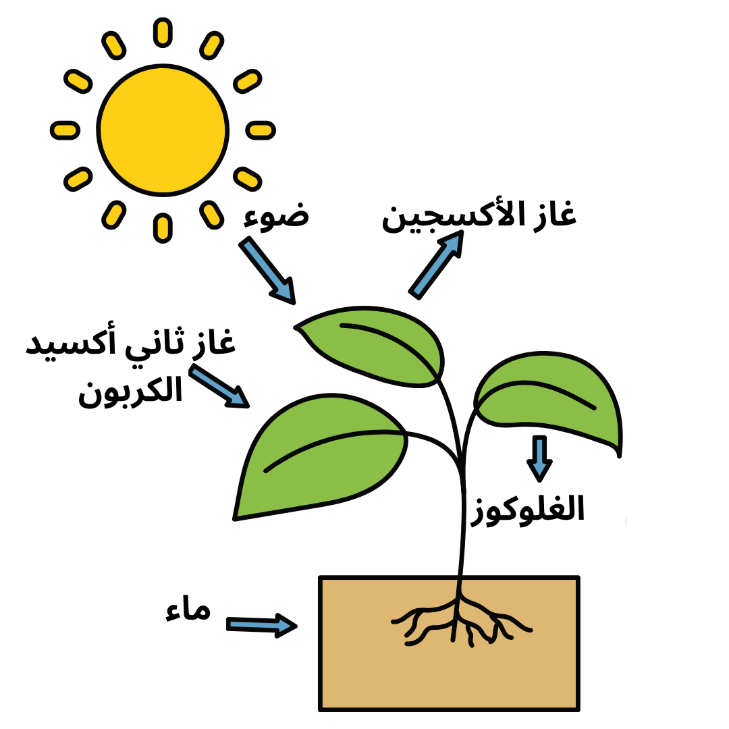 ضوء
غاز الأكسجين
غاز ثاني أكسيد
الكربون
الغلوكوز
ماء